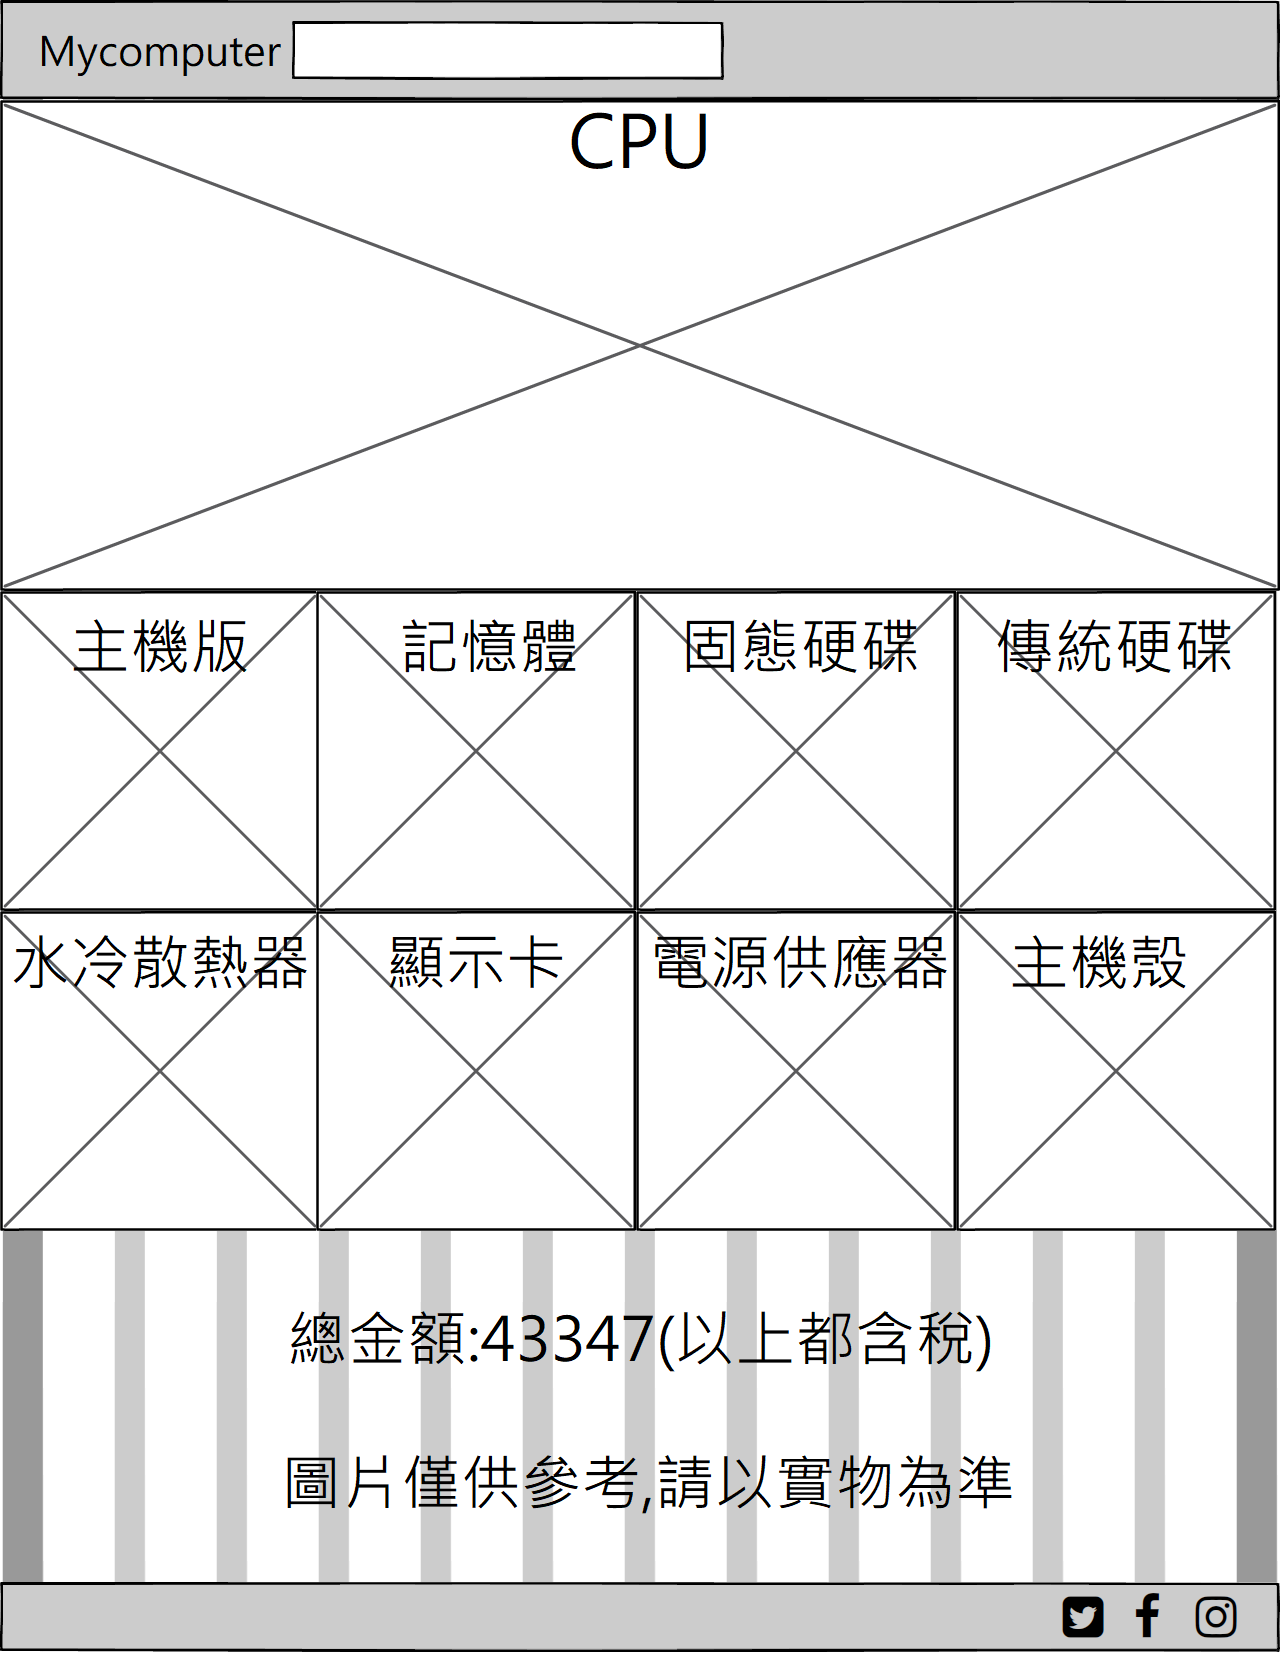 Mycomputer
CPU
主機版
記憶體
固態硬碟
傳統硬碟
水冷散熱器
顯示卡
電源供應器
主機殼
總金額:43347(以上都含稅)
圖片僅供參考,請以實物為準